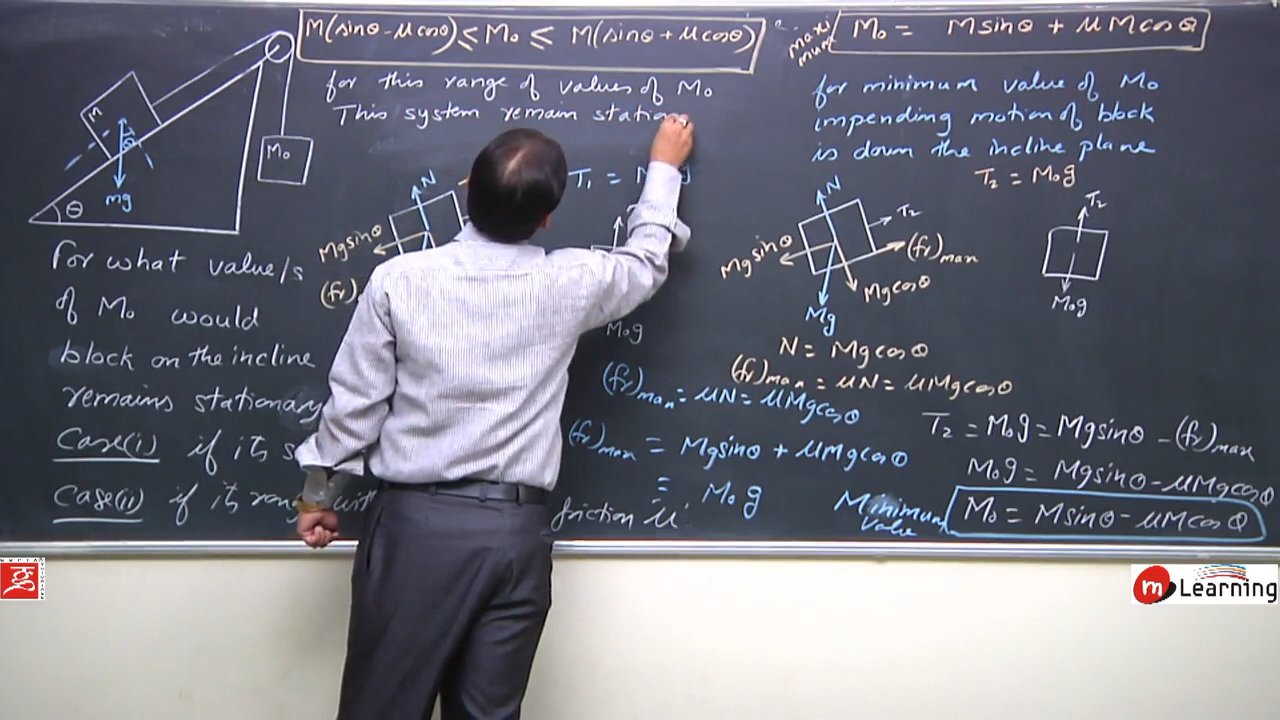 M(sinθ-μcosθ) ≤ M₀ ≤ M(sinθ+μcosθ)
for this range of values of M₀
This system remain station
maximum M₀ = Msinθ + μMcosθ
for minimum value of M₀
impending motion of block
is down the incline plane
T₂ = M₀g
M
M₀
θ
mg
For what value/s
of M₀ would
block on the incline
remains stationary
Case(i) if its s
Case(ii) if its
friction μ
N
Mgsinθ
T₁ =
M₀g
(fr)max = μN = μMgcosθ
(fr)max = Mgsinθ + μMgcosθ
= M₀g
N
T₂
Mgsinθ
(fr)max
Mgcosθ
Mg
T₂
M₀g
N = Mgcosθ
(fr)max = μN = μMgcosθ
T₂ = M₀g = Mgsinθ - (fr)max
M₀g = Mgsinθ - μMgcosθ
Minimum value M₀ = Msinθ - μMcosθ
m Learning